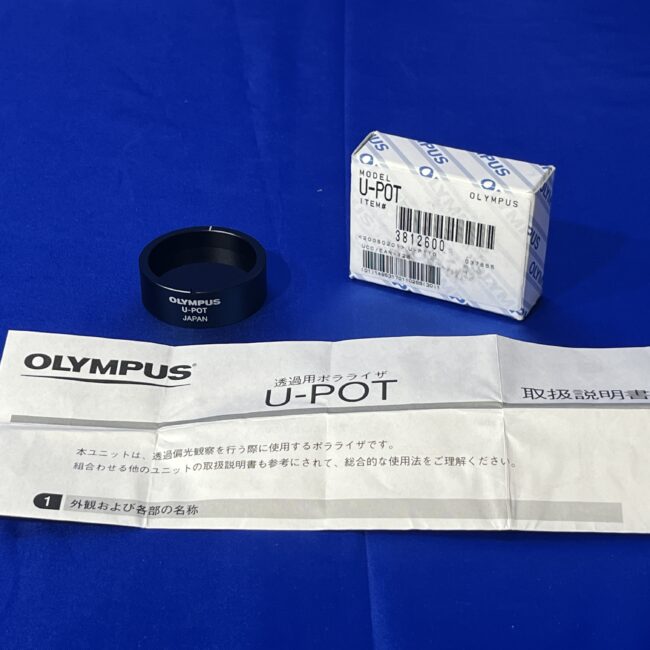 OLYMPUS
U-POT
JAPAN
MODEL
U-POT
OLYMPUS
ITEM#
3812600
037655
OLYMPUS
透過用ポラライザ
U-POT
取扱説明書
本ユニットは、透過偏光観察を行う際に使用するポラライザです。
組合わせる他のユニットの取扱説明書も参考にされて、総合的な使用法をご理解ください。
1 外観および各部の名称